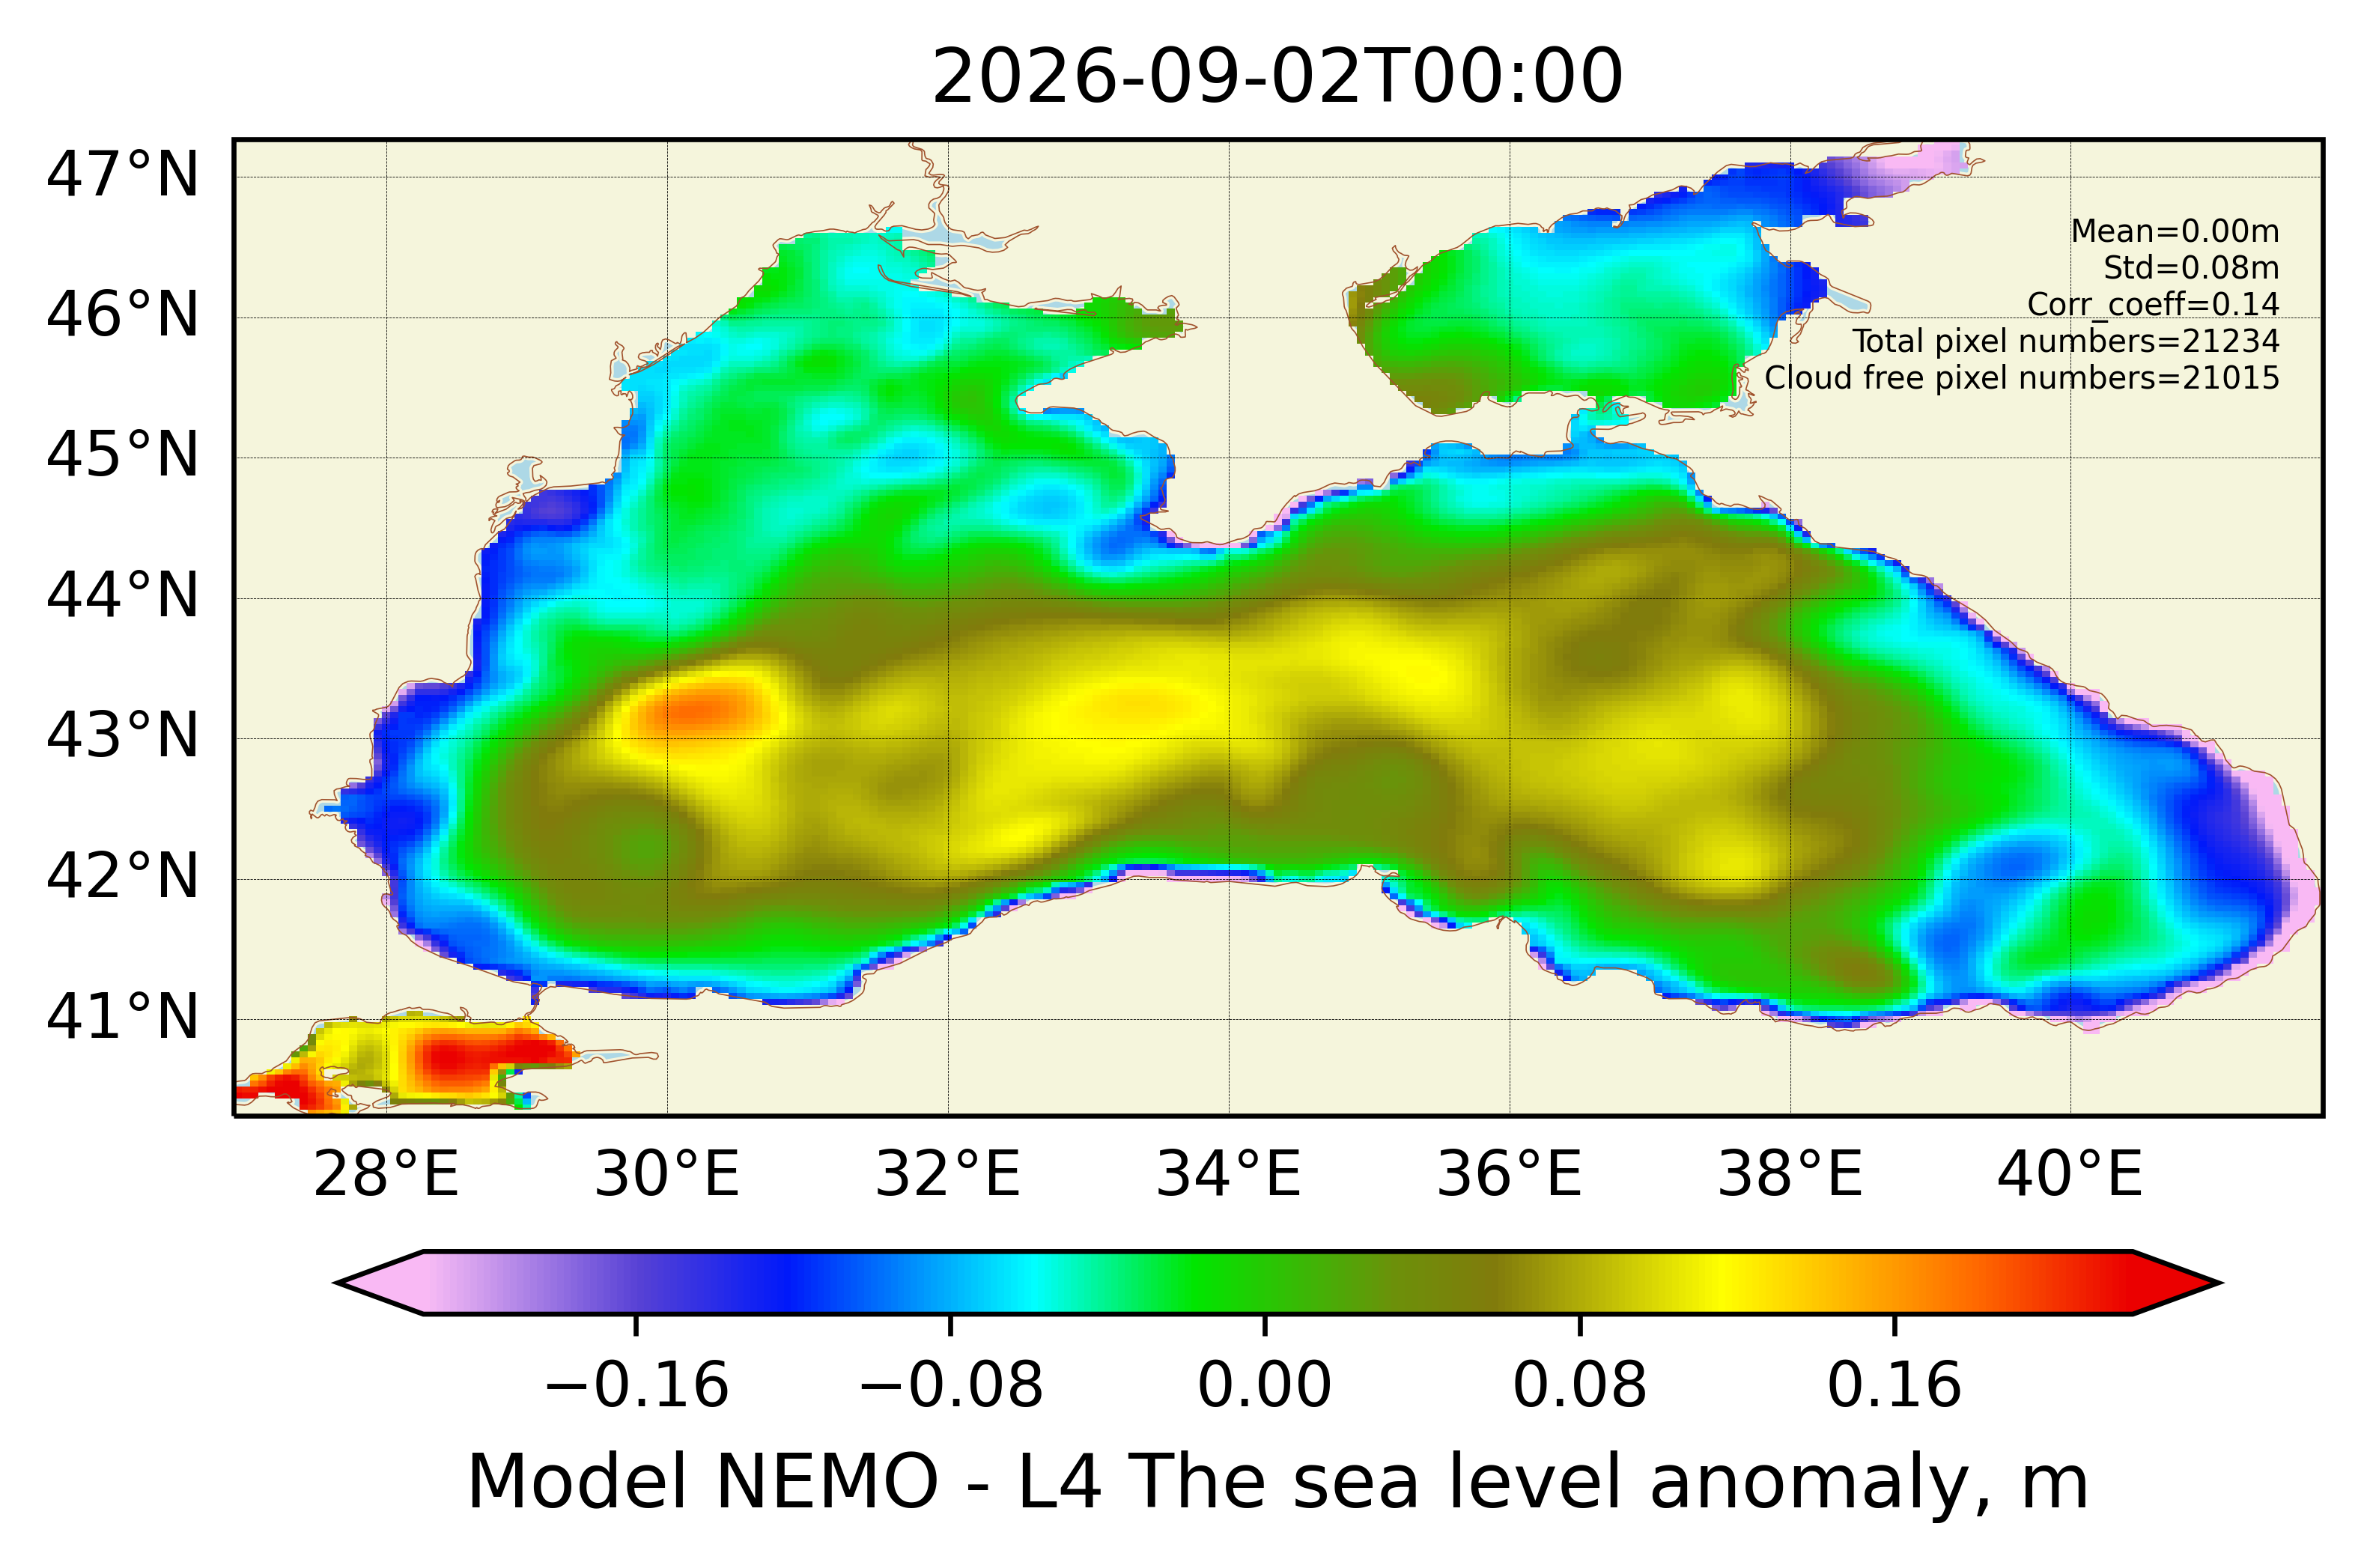 2026-09-02T00:00
47°N
46°N
45°N
44°N
43°N
42°N
41°N
Mean=0.00m
Std=0.08m
Corr_coeff=0.14
Total pixel numbers=21234
Cloud free pixel numbers=21015
28°E 30°E 32°E 34°E 36°E 38°E 40°E
−0.16 −0.08 0.00 0.08 0.16
Model NEMO - L4 The sea level anomaly, m